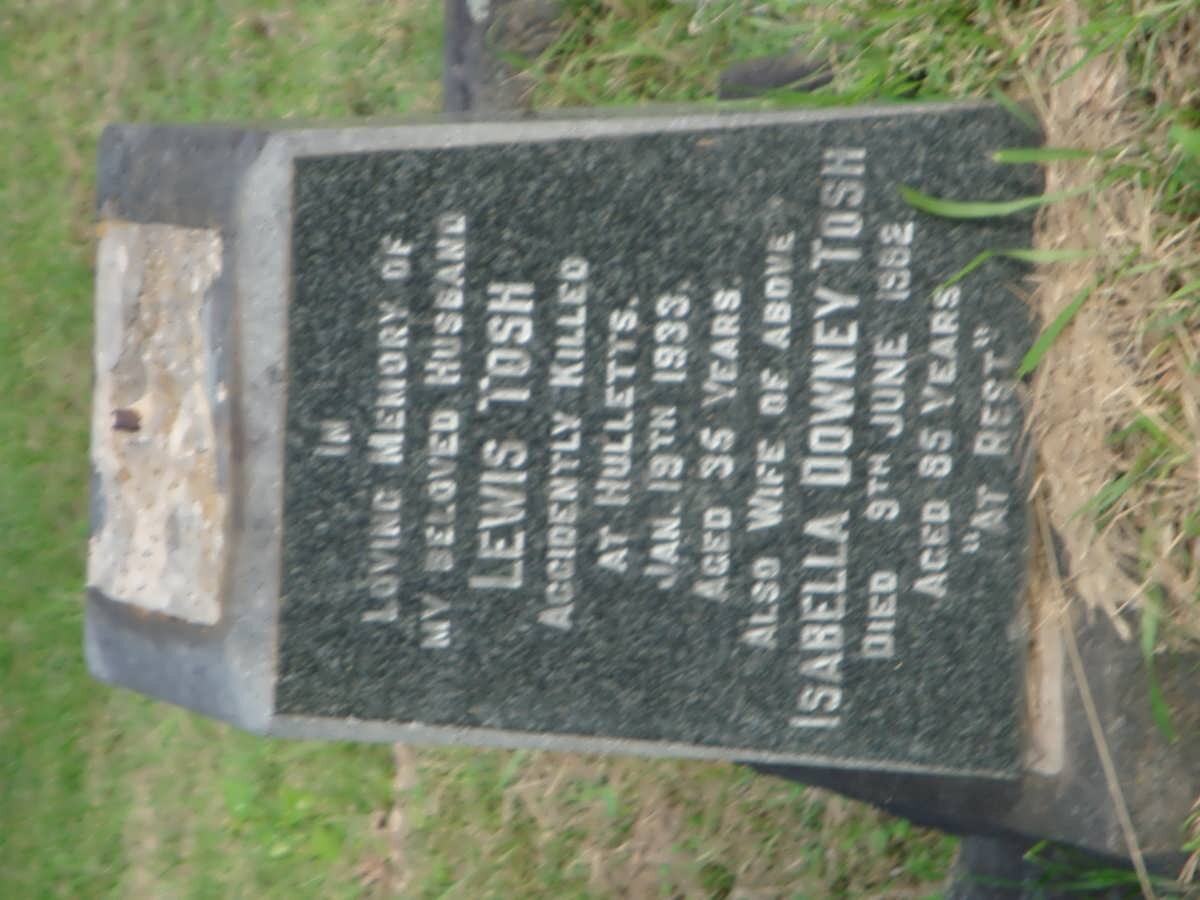 IN
LOVING MEMORY OF
MY BELOVED HUSBAND
LEWIS TOSH
ACCIDENTLY KILLED
AT HULLETTS.
JAN. 19TH 1933.
AGED 35 YEARS.
ALSO WIFE OF ABOVE
ISABELLA DOWNEY TOSH
DIED 9TH JUNE 1982
AGED 85 YEARS.
"AT REST"